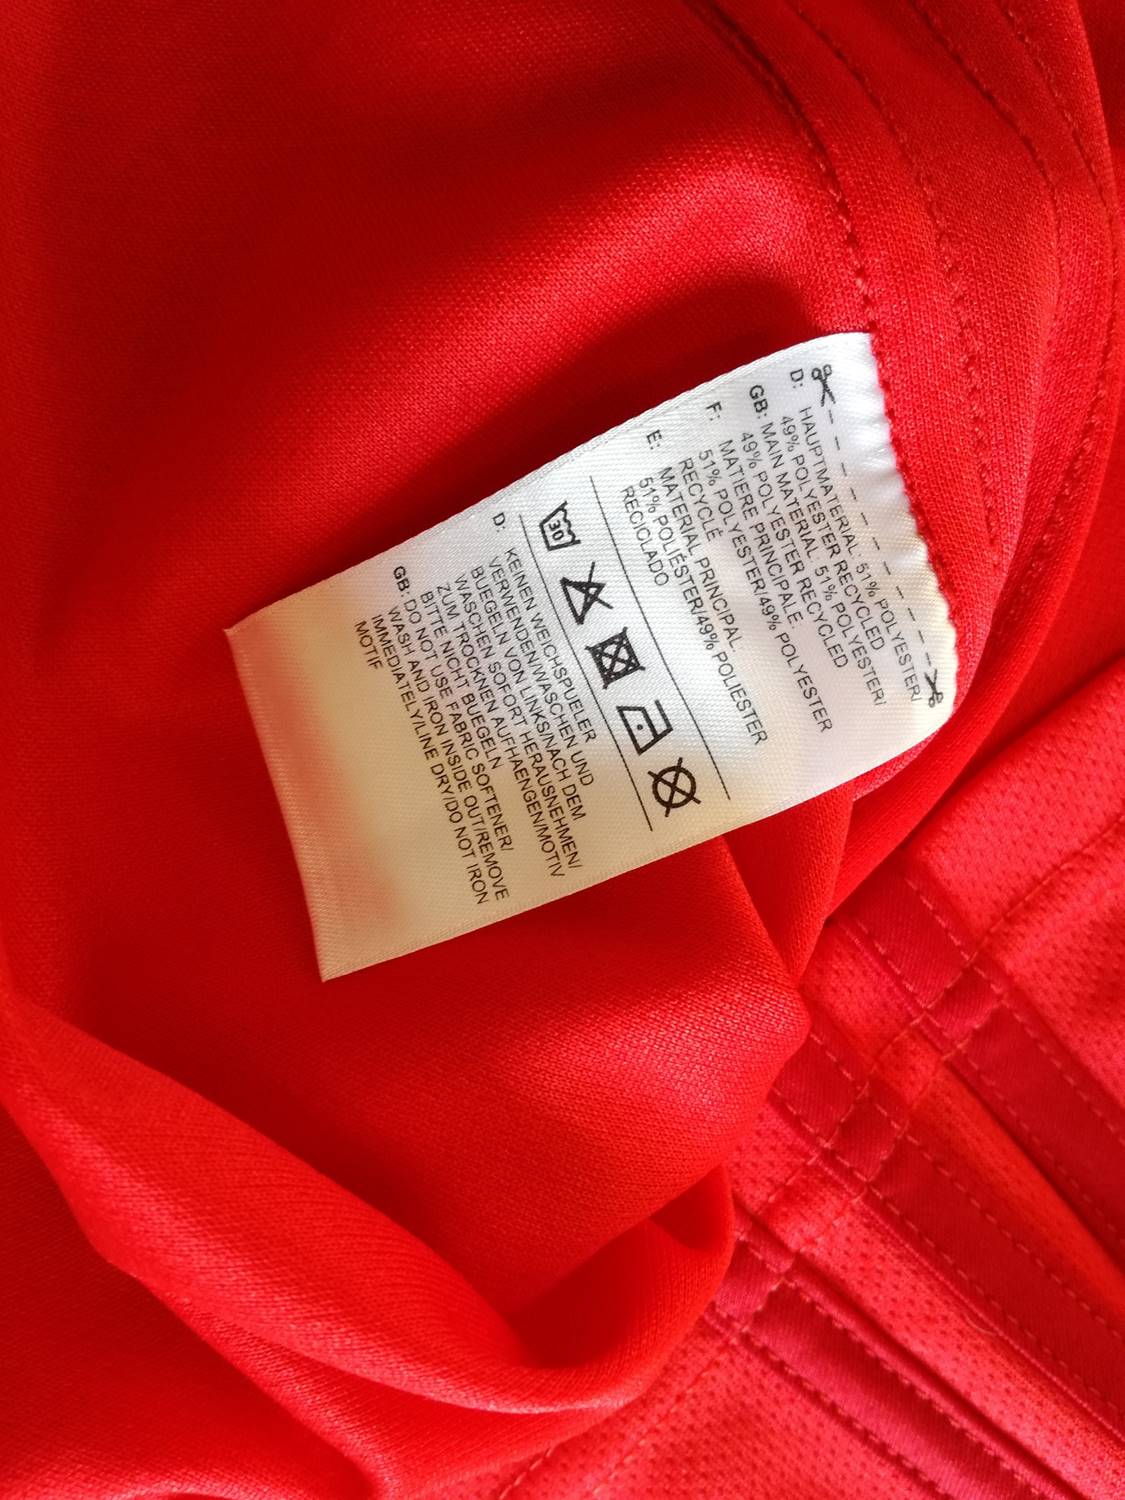 D: HAUPTMATERIAL: 51% POLYESTER/
49% POLYESTER RECYCLED
GB: MAIN MATERIAL: 51% POLYESTER/
49% POLYESTER RECYCLED
F: MATIERE PRINCIPALE:
51% POLYESTER/49% POLYESTER
RECYCLÉ
E: MATERIAL PRINCIPAL
51% POLIÉSTER/49% POLIÉSTER
RECICLADO
30
D: KEINEN WEICHSPUELER
VERWENDEN/WASCHEN UND
BUEGELN VON LINKS/NACH DEM
WASCHEN SOFORT HERAUSNEHMEN/
ZUM TROCKNEN AUFHAENGEN/MOTIV
BITTE NICHT BUEGELN
GB: DO NOT USE FABRIC SOFTENER/
WASH AND IRON INSIDE OUT/REMOVE
IMMEDIATELY/LINE DRY/DO NOT IRON
MOTIF